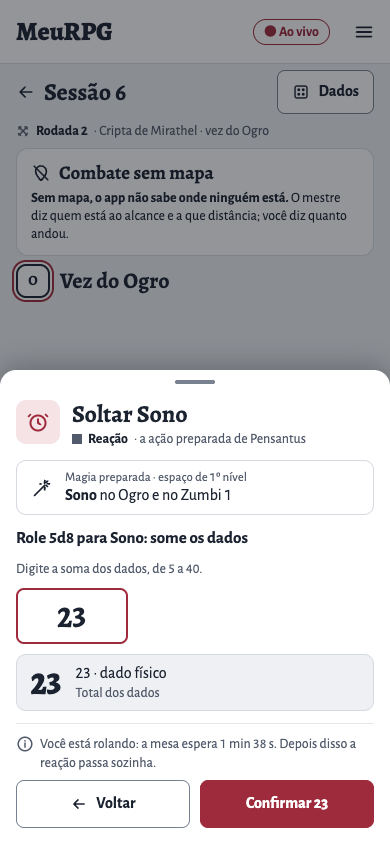 MeuRPG
Ao vivo
Sessão 6
Dados
Rodada 2 · Cripta de Mirathel · vez do Ogro
Combate sem mapa
Sem mapa, o app não sabe onde ninguém está. O mestre
diz quem está ao alcance e a que distância; você diz quanto
andou.
O
Vez do Ogro
Soltar Sono
Reação · a ação preparada de Pensantus
Magia preparada · espaço de 1º nível
Sono no Ogro e no Zumbi 1
Role 5d8 para Sono: some os dados
Digite a soma dos dados, de 5 a 40.
23
23
23 · dado físico
Total dos dados
Você está rolando: a mesa espera 1 min 38 s. Depois disso a
reação passa sozinha.
Voltar
Confirmar 23